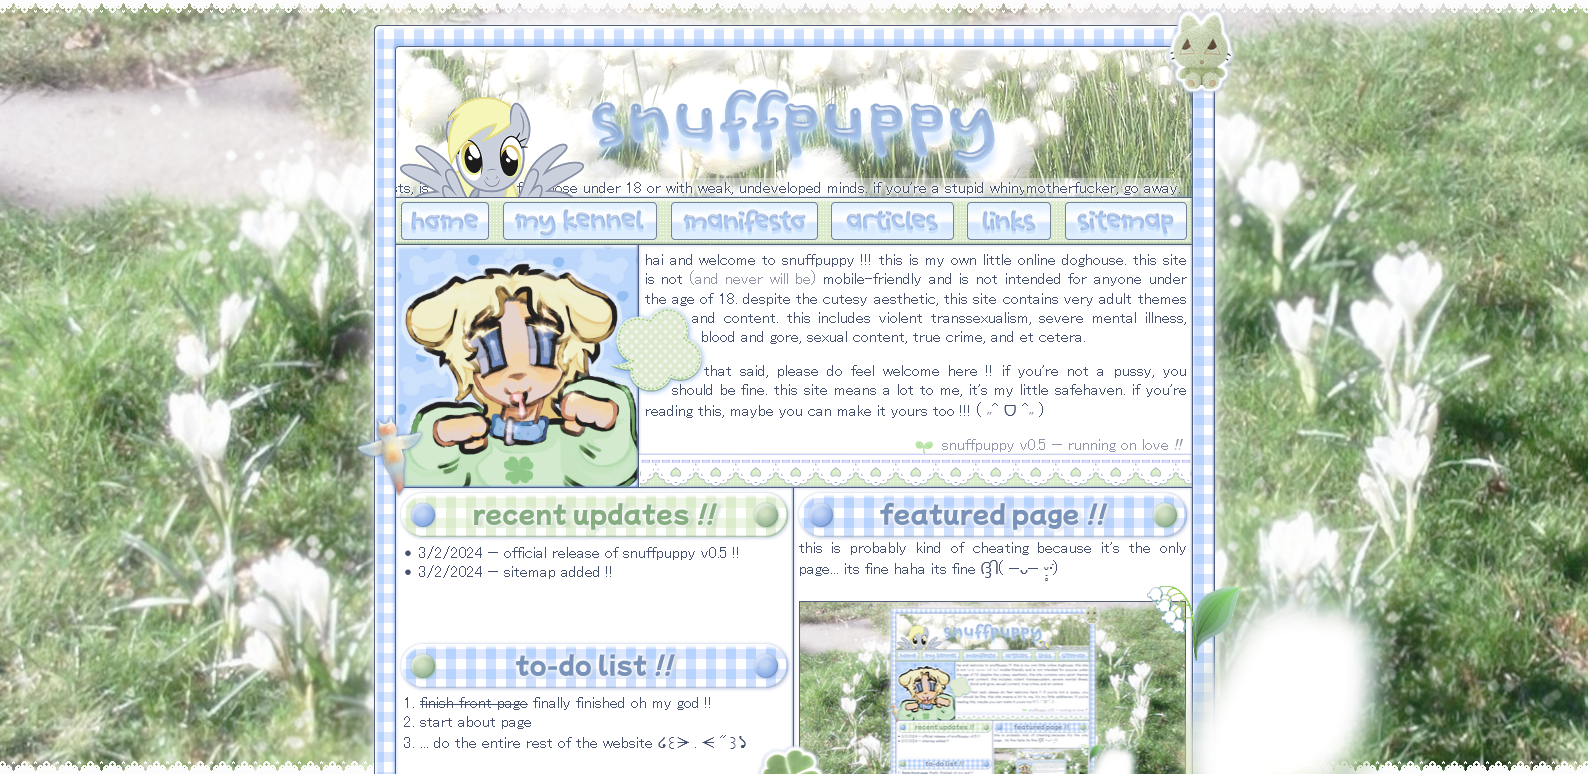 snuffpuppy
ose under 18 or with weak, undeveloped minds. if you're a stupid whiny motherfucker, go away.
home my kennel manifesto articles links sitemap
hai and welcome to snuffpuppy !!! this is my own little online doghouse. this site
is not (and never will be) mobile-friendly and is not intended for anyone under
the age of 18. despite the cutesy aesthetic, this site contains very adult themes
and content. this includes violent transsexualism, severe mental illness,
blood and gore, sexual content, true crime, and et cetera.
that said, please do feel welcome here !! if you're not a pussy, you
should be fine. this site means a lot to me, it's my little safehaven. if you're
reading this, maybe you can make it yours too !!! ( ˶ˆ ᗜ ˆ˵ )
snuffpuppy v0.5 — running on love !!
recent updates !!
• 3/2/2024 — official release of snuffpuppy v0.5 !!
• 3/2/2024 — sitemap added !!
to-do list !!
1. finish front page finally finished oh my god !!
2. start about page
3. ... do the entire rest of the website ૮꒰ᗒ . ᗕ ˝꒱ა
featured page !!
this is probably kind of cheating because it's the only
page... its fine haha its fine
snuffpuppy
recent updates !!
featured page !!
to-do list !!